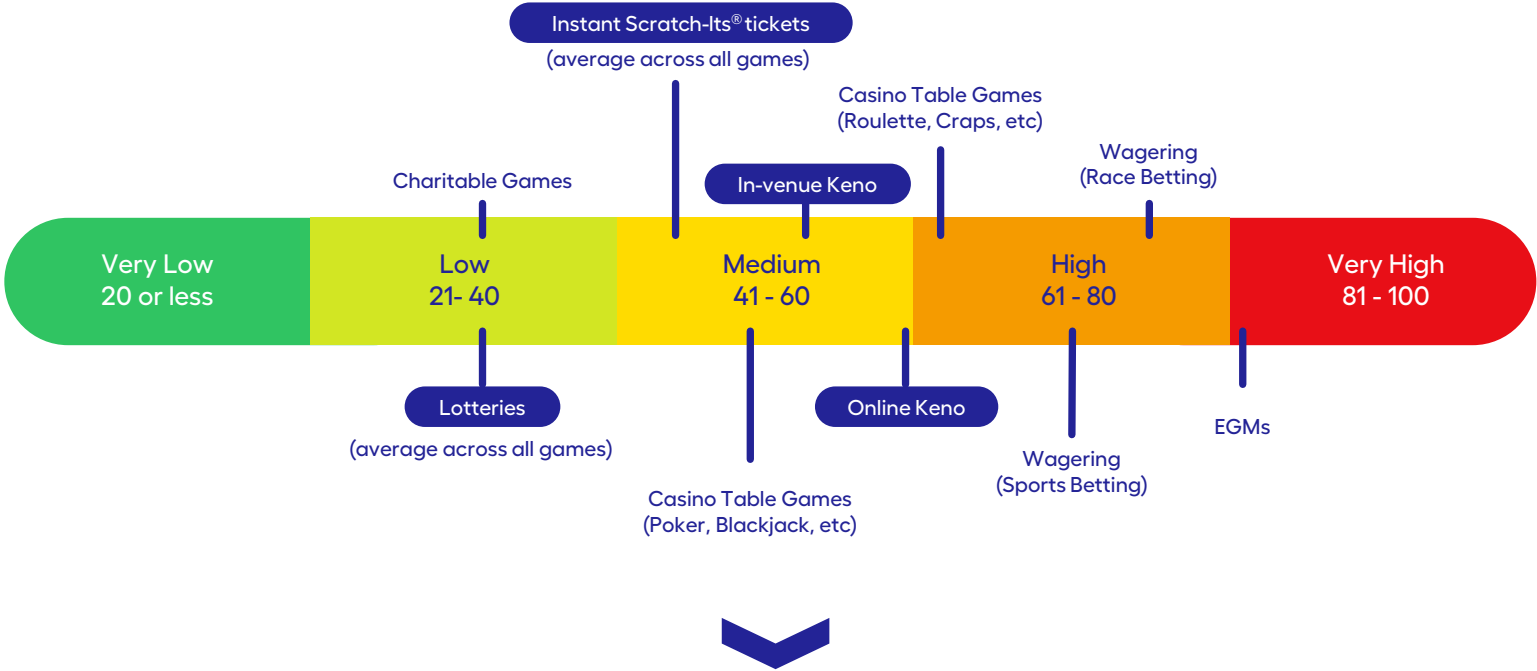 Instant Scratch-Its® tickets
(average across all games)
Casino Table Games
(Roulette, Craps, etc)
Wagering
(Race Betting)
Charitable Games
In-venue Keno
Very Low
20 or less
Low
21- 40
Medium
41 - 60
High
61 - 80
Very High
81 - 100
Lotteries
(average across all games)
Online Keno
EGMs
Wagering
(Sports Betting)
Casino Table Games
(Poker, Blackjack, etc)